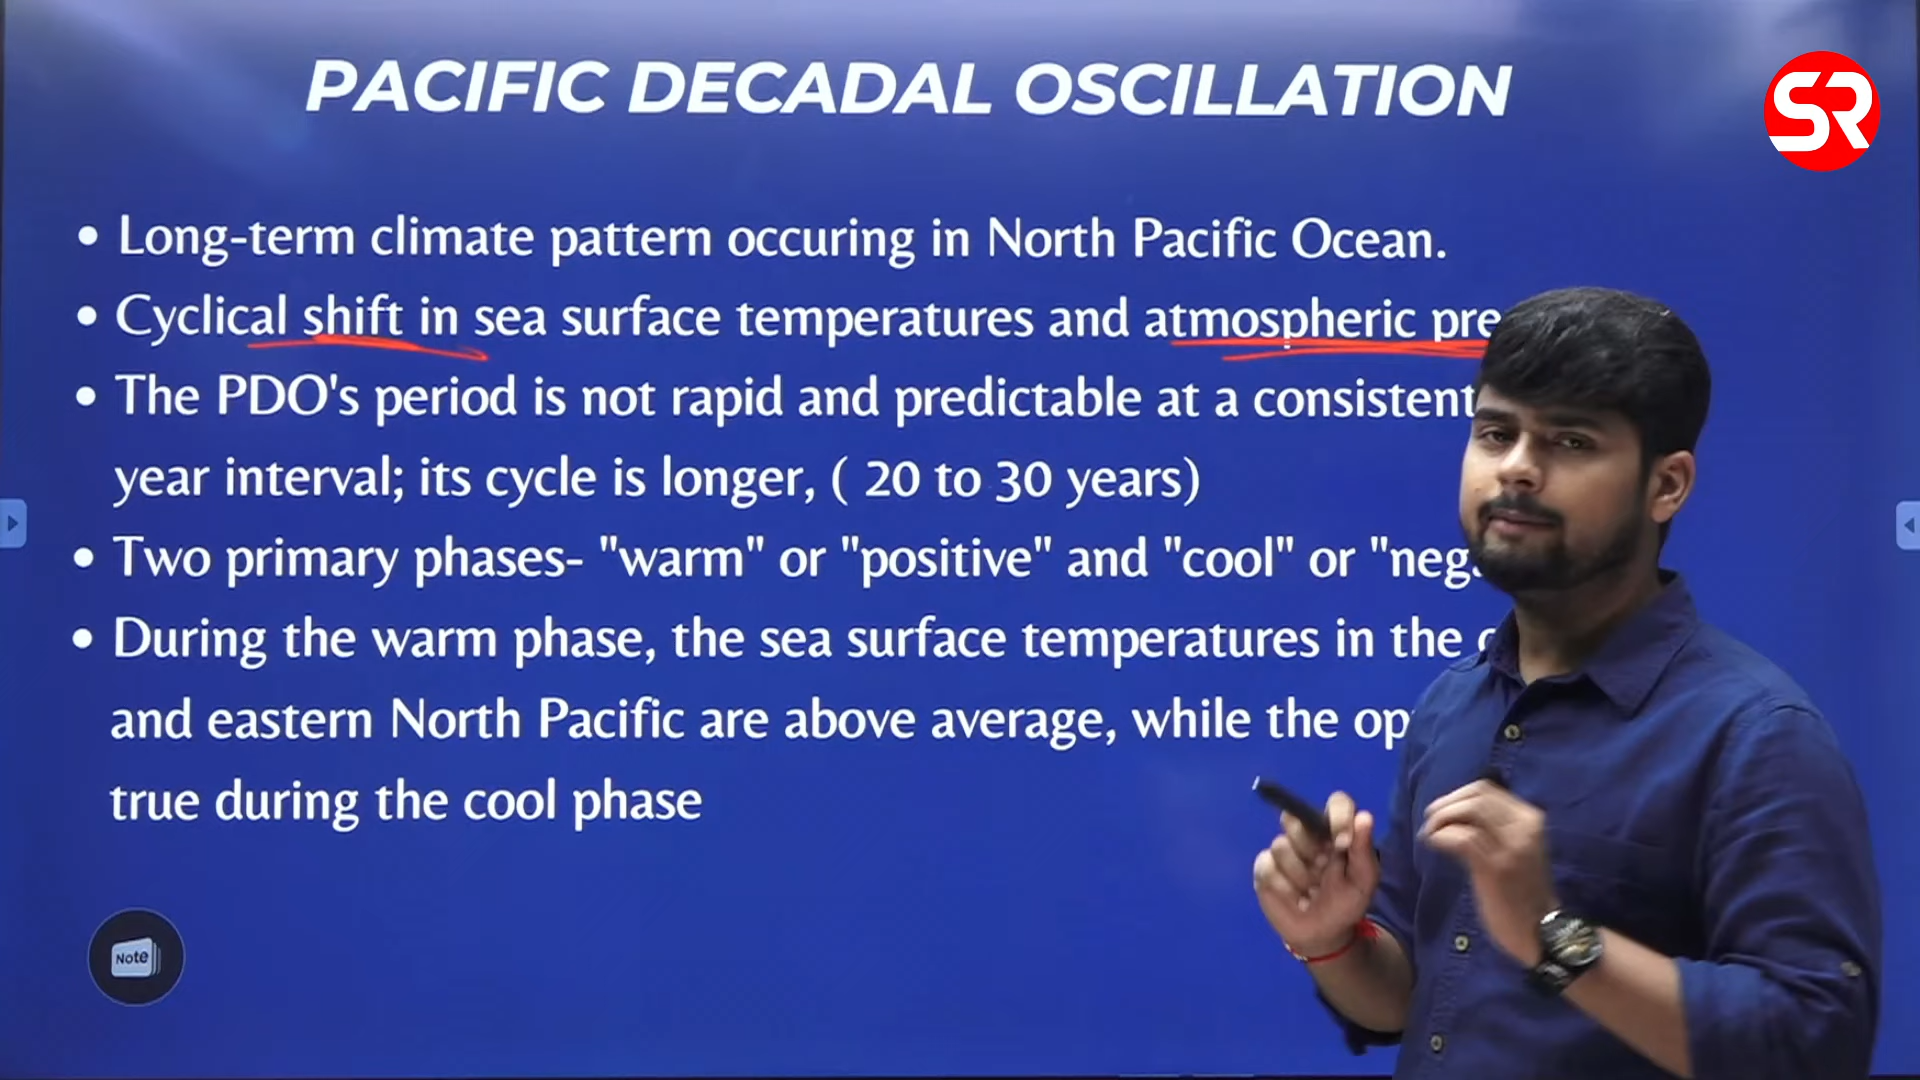 PACIFIC DECADAL OSCILLATION
SR
• Long-term climate pattern occuring in North Pacific Ocean.
• Cyclical shift in sea surface temperatures and atmospheric pre
• The PDO's period is not rapid and predictable at a consistent
year interval; its cycle is longer, ( 20 to 30 years)
• Two primary phases- "warm" or "positive" and "cool" or "neg
• During the warm phase, the sea surface temperatures in the
and eastern North Pacific are above average, while the op
true during the cool phase
Note